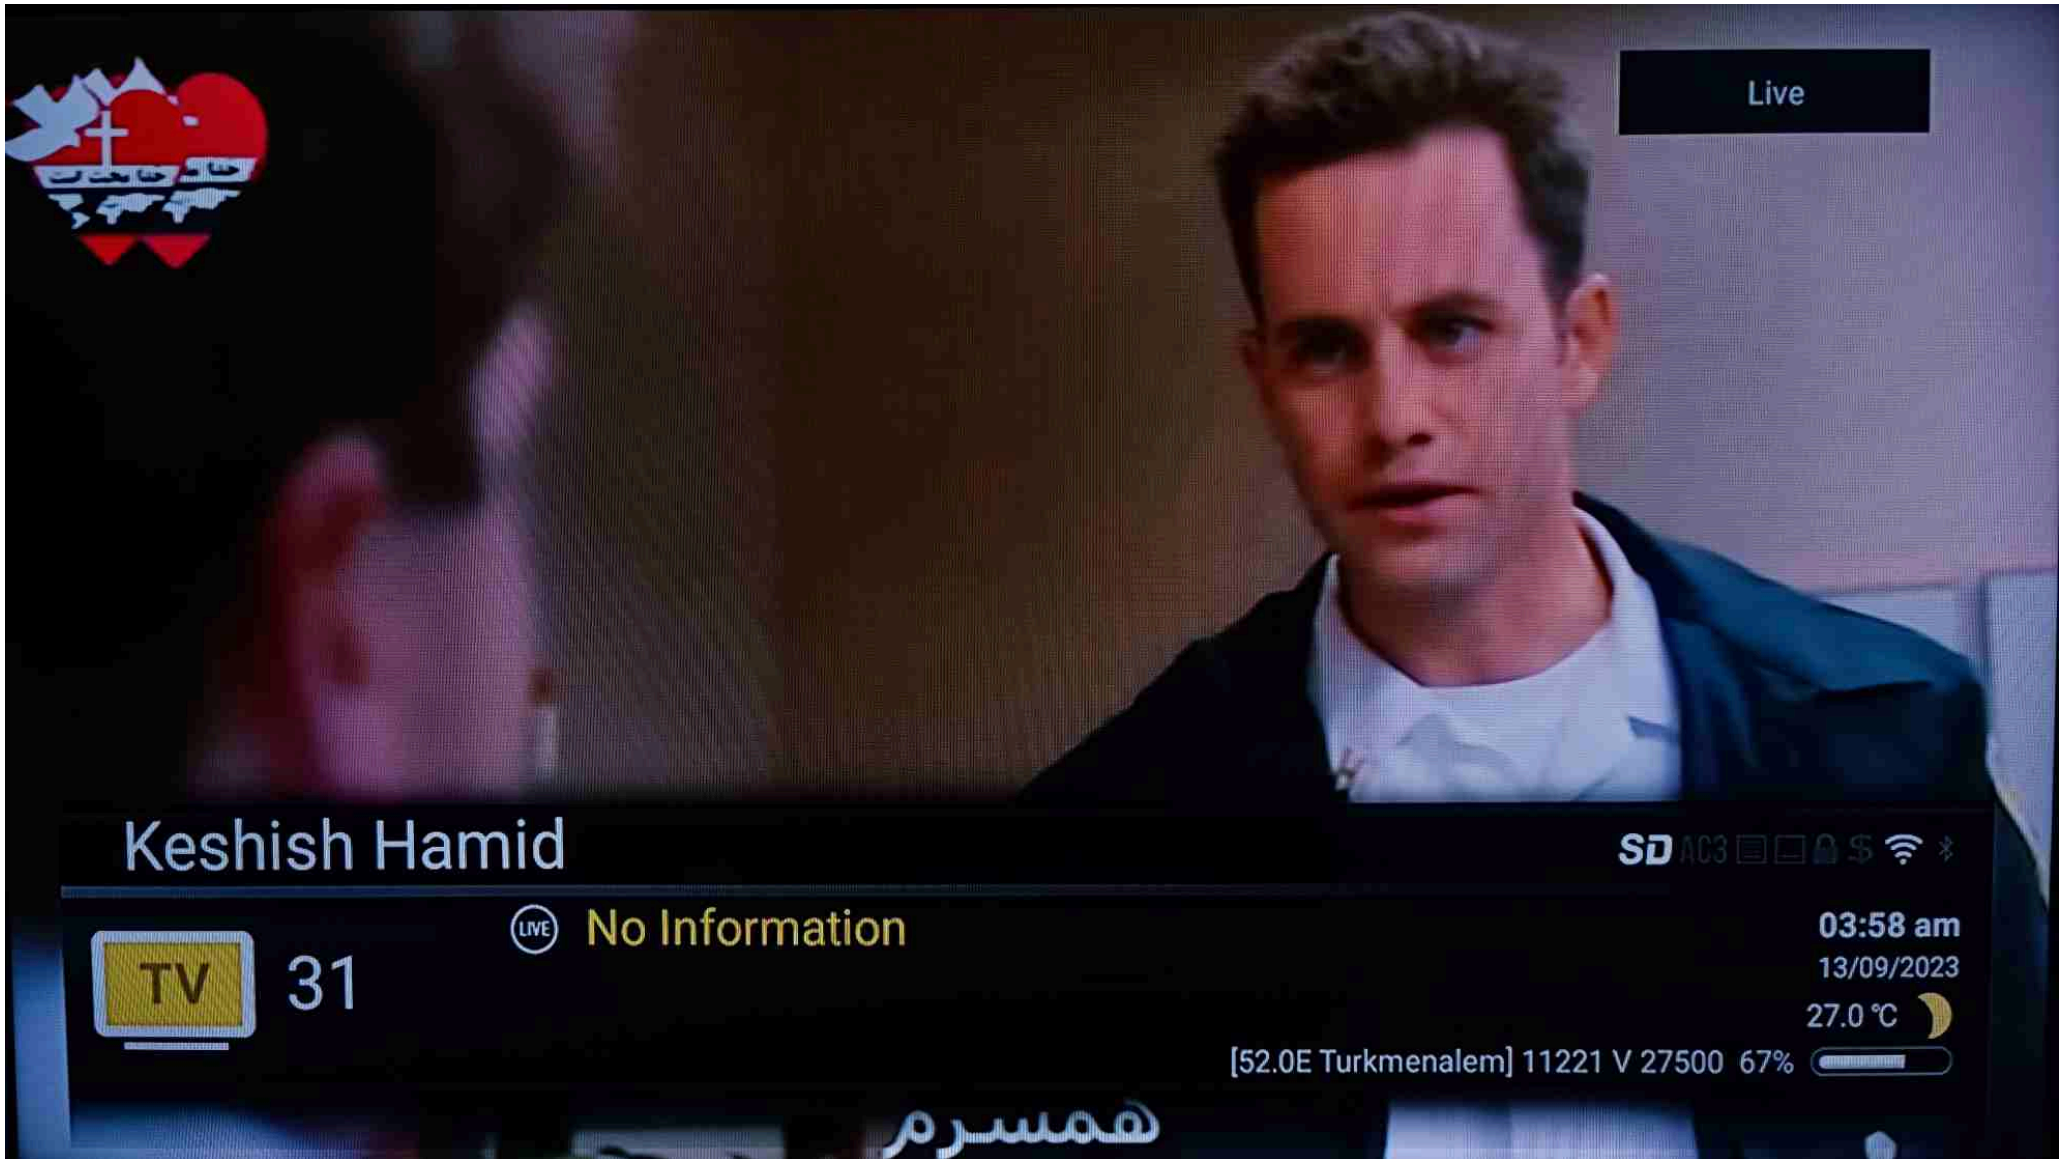 Live
Keshish Hamid
SD AC3 $
LIVE No Information
TV 31
03:58 am
13/09/2023
27.0 °C
[52.0E Turkmenalem] 11221 V 27500 67%
همسرم